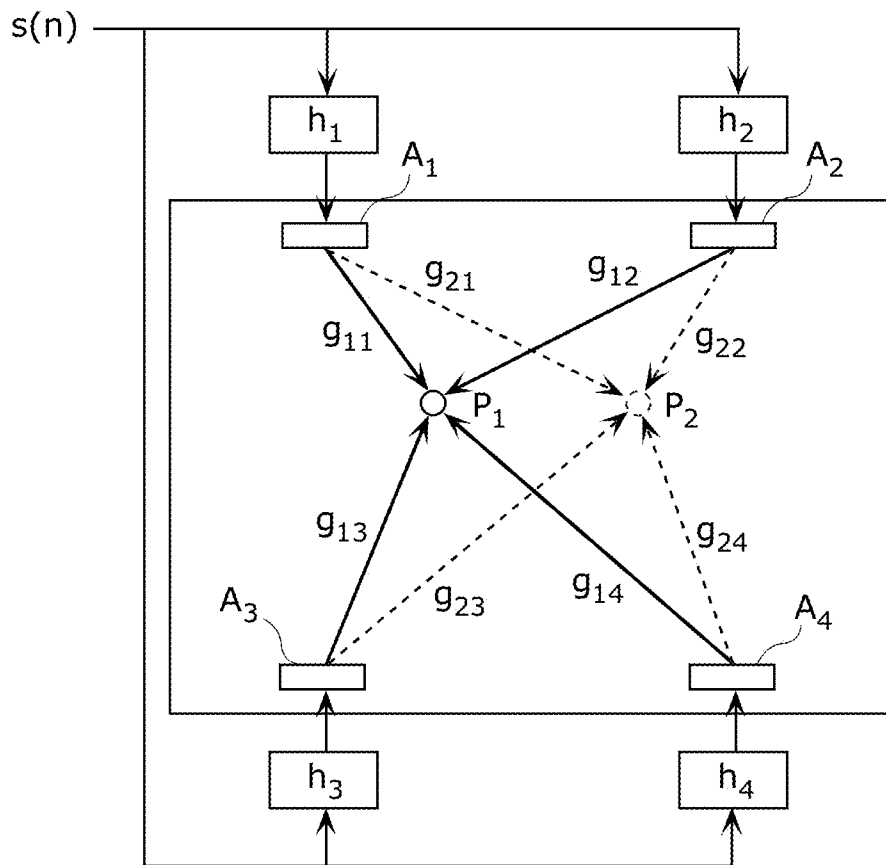 s(n)
h₁
h₂
A₁
A₂
g₂₁
g₁₂
g₁₁
g₂₂
P₁
P₂
g₁₃
g₂₄
g₂₃
g₁₄
A₃
A₄
h₃
h₄